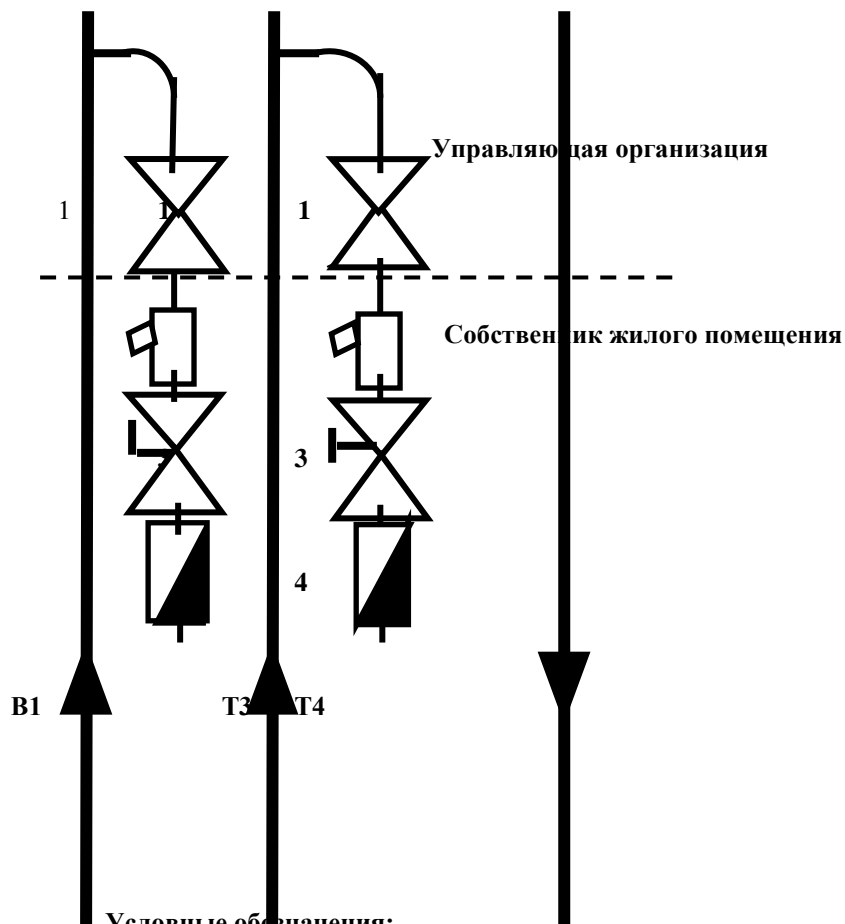 Управляющая организация
1 1 1
Собственник жилого помещения
3
4
В1 Т3 Т4
Условные обозначения: